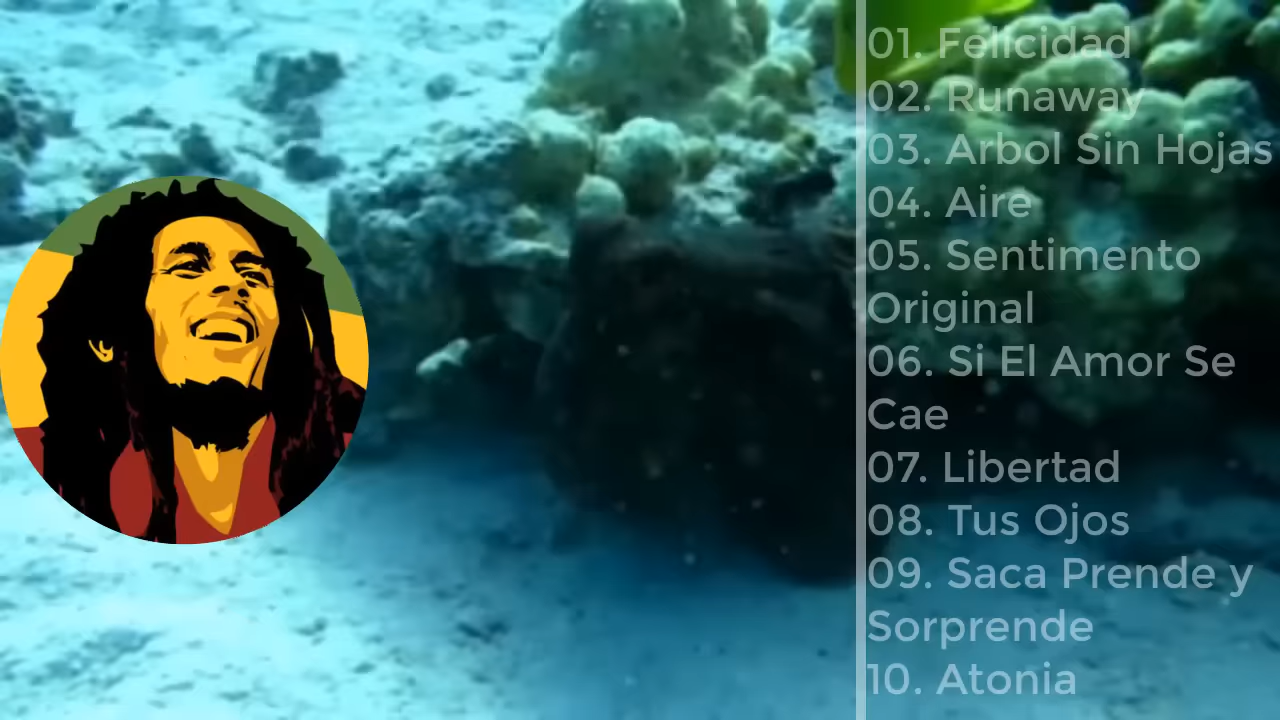 01. Felicidad
02. Runaway
03. Arbol Sin Hojas
04. Aire
05. Sentimento
Original
06. Si El Amor Se
Cae
07. Libertad
08. Tus Ojos
09. Saca Prende y
Sorprende
10. Atonia